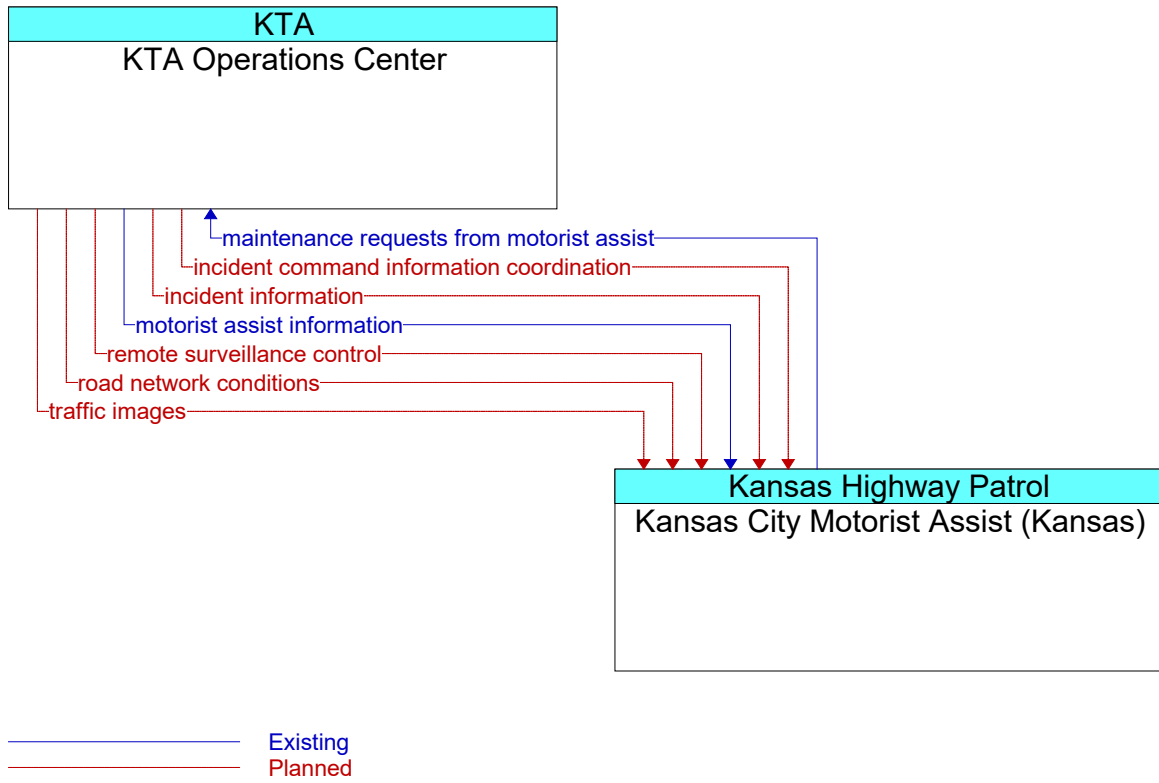 KTA
KTA Operations Center
maintenance requests from motorist assist
incident command information coordination
incident information
motorist assist information
remote surveillance control
road network conditions
traffic images
Kansas Highway Patrol
Kansas City Motorist Assist (Kansas)
Existing
Planned